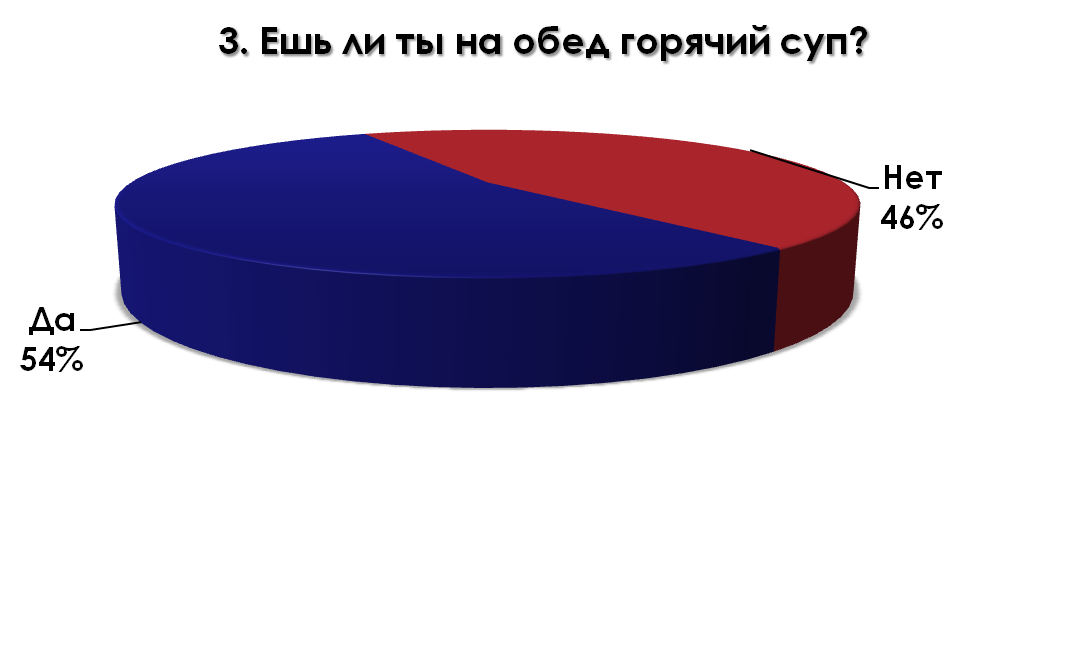 3. Ешь ли ты на обед горячий суп?
Нет
46%
Да
54%